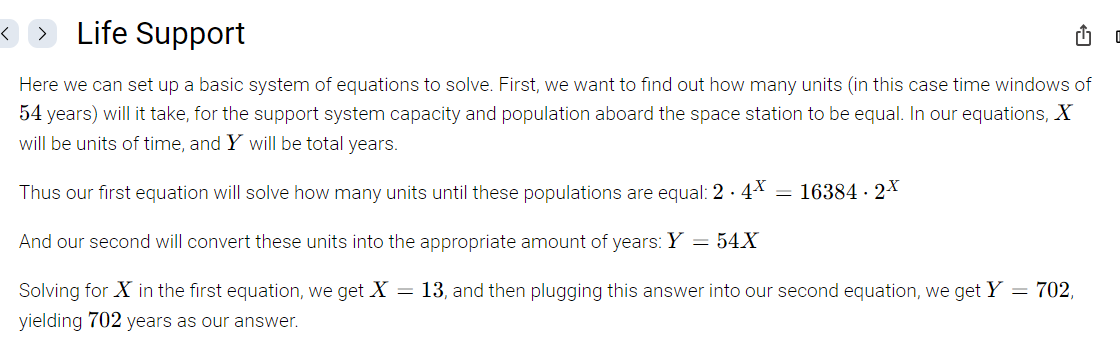 Life Support
Here we can set up a basic system of equations to solve. First, we want to find out how many units (in this case time windows of
54 years) will it take, for the support system capacity and population aboard the space station to be equal. In our equations, X
will be units of time, and Y will be total years.
Thus our first equation will solve how many units until these populations are equal: 2 · 4^X = 16384 · 2^X
And our second will convert these units into the appropriate amount of years: Y = 54X
Solving for X in the first equation, we get X = 13, and then plugging this answer into our second equation, we get Y = 702,
yielding 702 years as our answer.